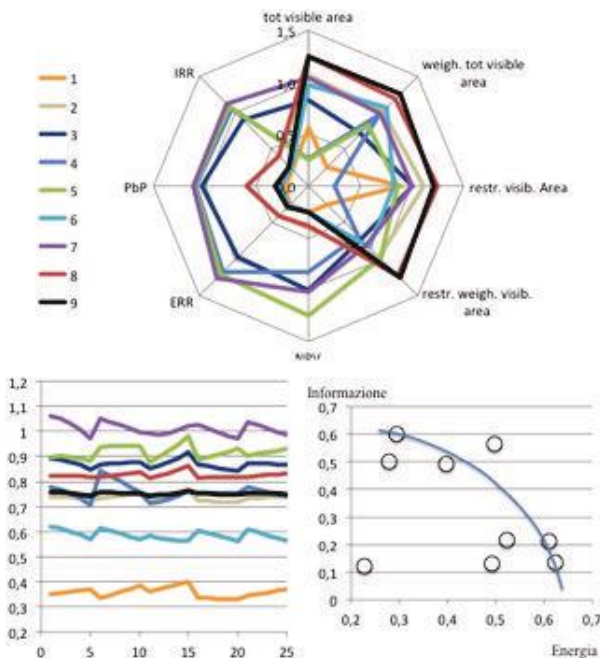 tot visible area
1,5
IRR
weigh. tot visible
area
1
2
3
4
5
6
7
8
9
1,0
PbP
restr. visib. Area
ERR
restr. weigh. visib.
area
1,2
1,1
1
0,9
0,8
0,7
0,6
0,5
0,4
0,3
0,2
0 5 10 15 20 25
Informazione
0,7
0,6
0,5
0,4
0,3
0,2
0,1
0
0,2 0,3 0,4 0,5 0,6 0,7
Energia